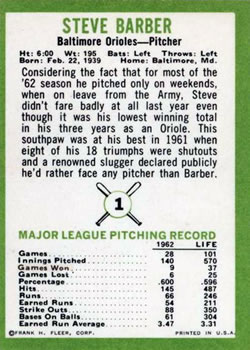 STEVE BARBER
Baltimore Orioles—Pitcher
Ht: 6:00 Wt: 195 Bats: Left Throws: Left
Born: Feb. 22, 1939 Home: Baltimore, Md.
Considering the fact that for most of the
'62 season he pitched only on weekends,
when on leave from the Army, Steve
didn't fare badly at all last year even
though it was his lowest winning total
in his three years as an Oriole. This
southpaw was at his best in 1961 when
eight of his 18 triumphs were shutouts
and a renowned slugger declared publicly
he'd rather face any pitcher than Barber.
1
MAJOR LEAGUE PITCHING RECORD
1962 LIFE
Games 28 101
Innings Pitched 140 570
Games Won 9 37
Games Lost 6 25
Percentage .600 .596
Hits 145 487
Runs 61 244
Earned Runs 54 211
Strike Outs 88 350
Bases On Balls 61 304
Earned Run Average 3.47 3.31
©FRANK H. FLEER, CORP. PRINTED IN U.S.A.